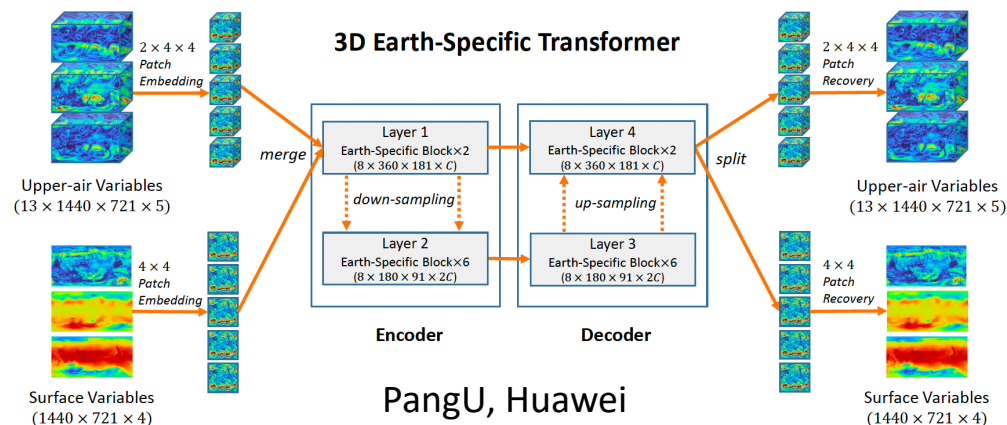 3D Earth-Specific Transformer
2 × 4 × 4
Patch
Embedding
Upper-air Variables
(13 × 1440 × 721 × 5)
4 × 4
Patch
Embedding
Surface Variables
(1440 × 721 × 4)
merge
Layer 1
Earth-Specific Block×2
(8 × 360 × 181 × C)
down-sampling
Layer 2
Earth-Specific Block×6
(8 × 180 × 91 × 2C)
Encoder
Layer 4
Earth-Specific Block×2
(8 × 360 × 181 × C)
up-sampling
Layer 3
Earth-Specific Block×6
(8 × 180 × 91 × 2C)
Decoder
split
2 × 4 × 4
Patch
Recovery
Upper-air Variables
(13 × 1440 × 721 × 5)
4 × 4
Patch
Recovery
Surface Variables
(1440 × 721 × 4)
PangU, Huawei